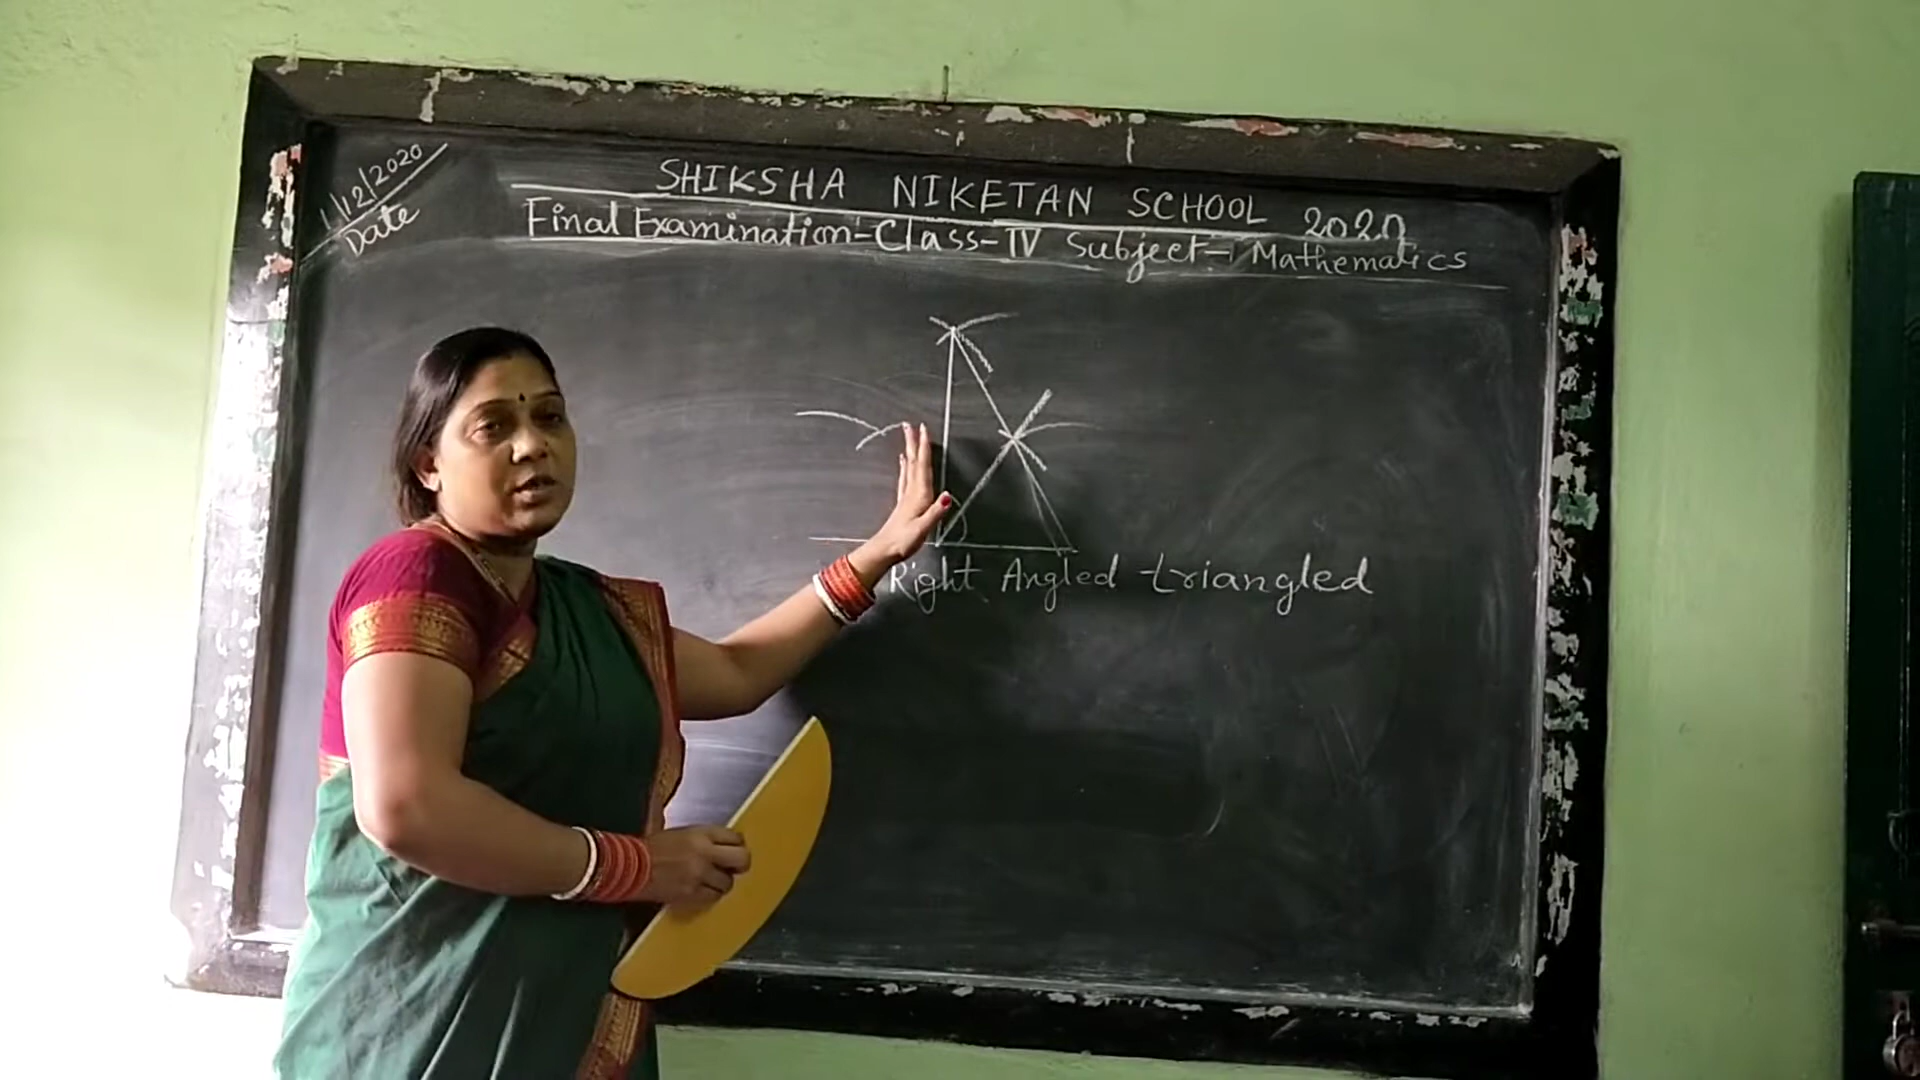 1/12/2020
Date
SHIKSHA NIKETAN SCHOOL 2020
Final Examination-Class-IV Subject-Mathematics
Right Angled triangled